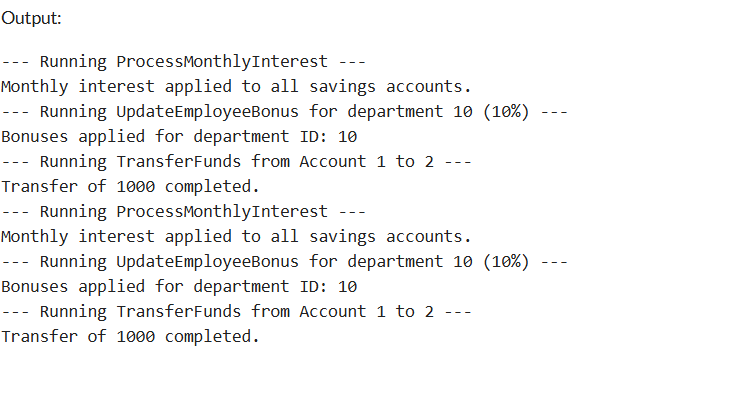 Output:
--- Running ProcessMonthlyInterest ---
Monthly interest applied to all savings accounts.
--- Running UpdateEmployeeBonus for department 10 (10%) ---
Bonuses applied for department ID: 10
--- Running TransferFunds from Account 1 to 2 ---
Transfer of 1000 completed.
--- Running ProcessMonthlyInterest ---
Monthly interest applied to all savings accounts.
--- Running UpdateEmployeeBonus for department 10 (10%) ---
Bonuses applied for department ID: 10
--- Running TransferFunds from Account 1 to 2 ---
Transfer of 1000 completed.